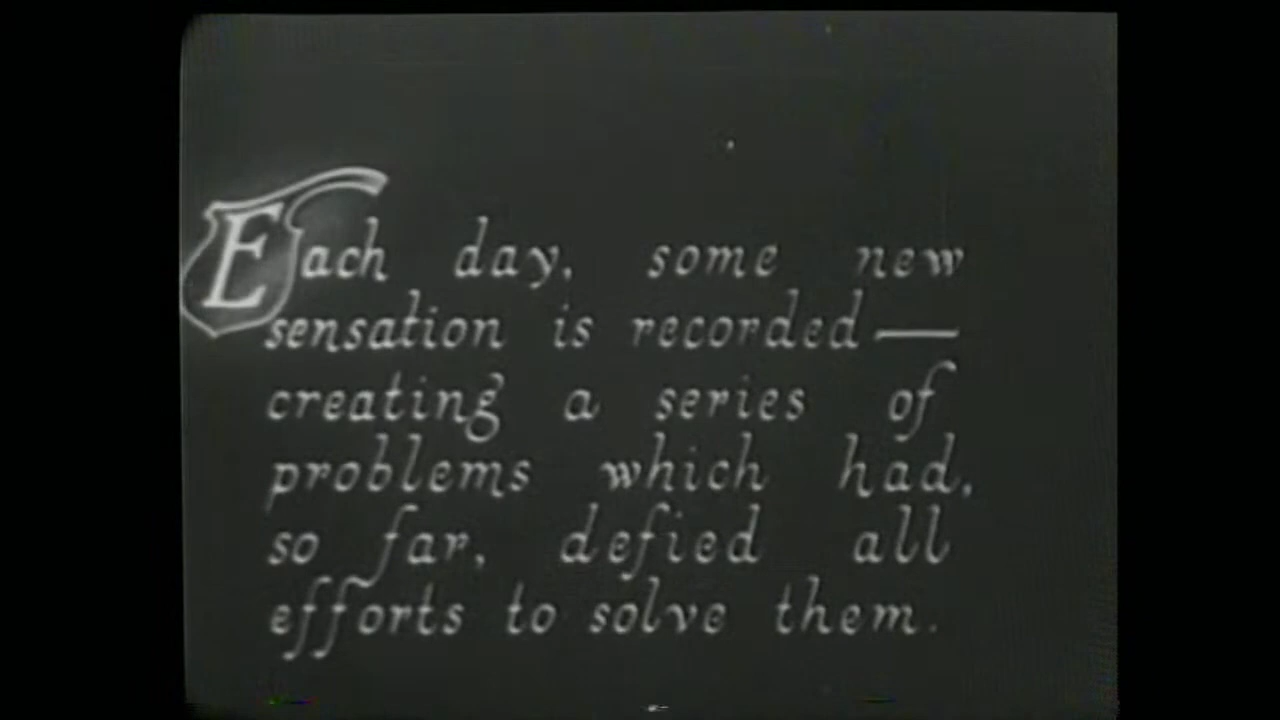 Each day, some new
sensation is recorded—
creating a series of
problems which had,
so far, defied all
efforts to solve them.